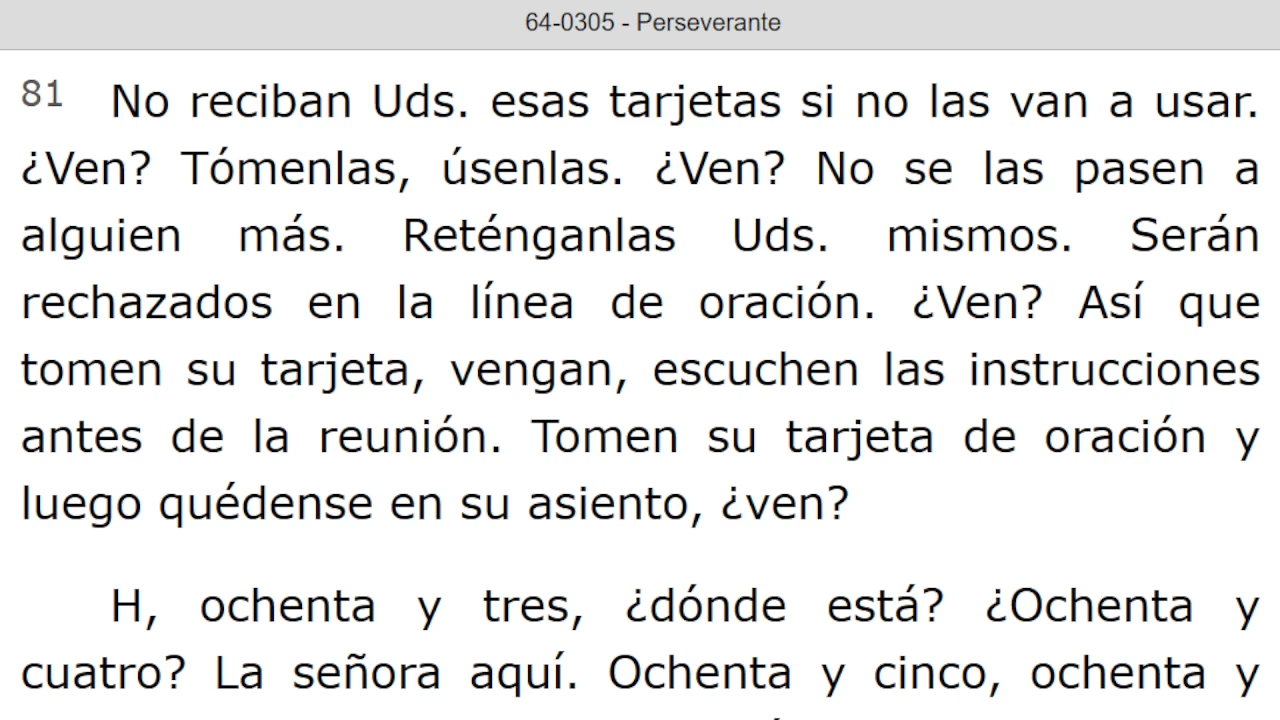 64-0305 - Perseverante
81 No reciban Uds. esas tarjetas si no las van a usar.
¿Ven? Tómenlas, úsenlas. ¿Ven? No se las pasen a
alguien más. Reténganlas Uds. mismos. Serán
rechazados en la línea de oración. ¿Ven? Así que
tomen su tarjeta, vengan, escuchen las instrucciones
antes de la reunión. Tomen su tarjeta de oración y
luego quédense en su asiento, ¿ven?
H, ochenta y tres, ¿dónde está? ¿Ochenta y
cuatro? La señora aquí. Ochenta y cinco, ochenta y